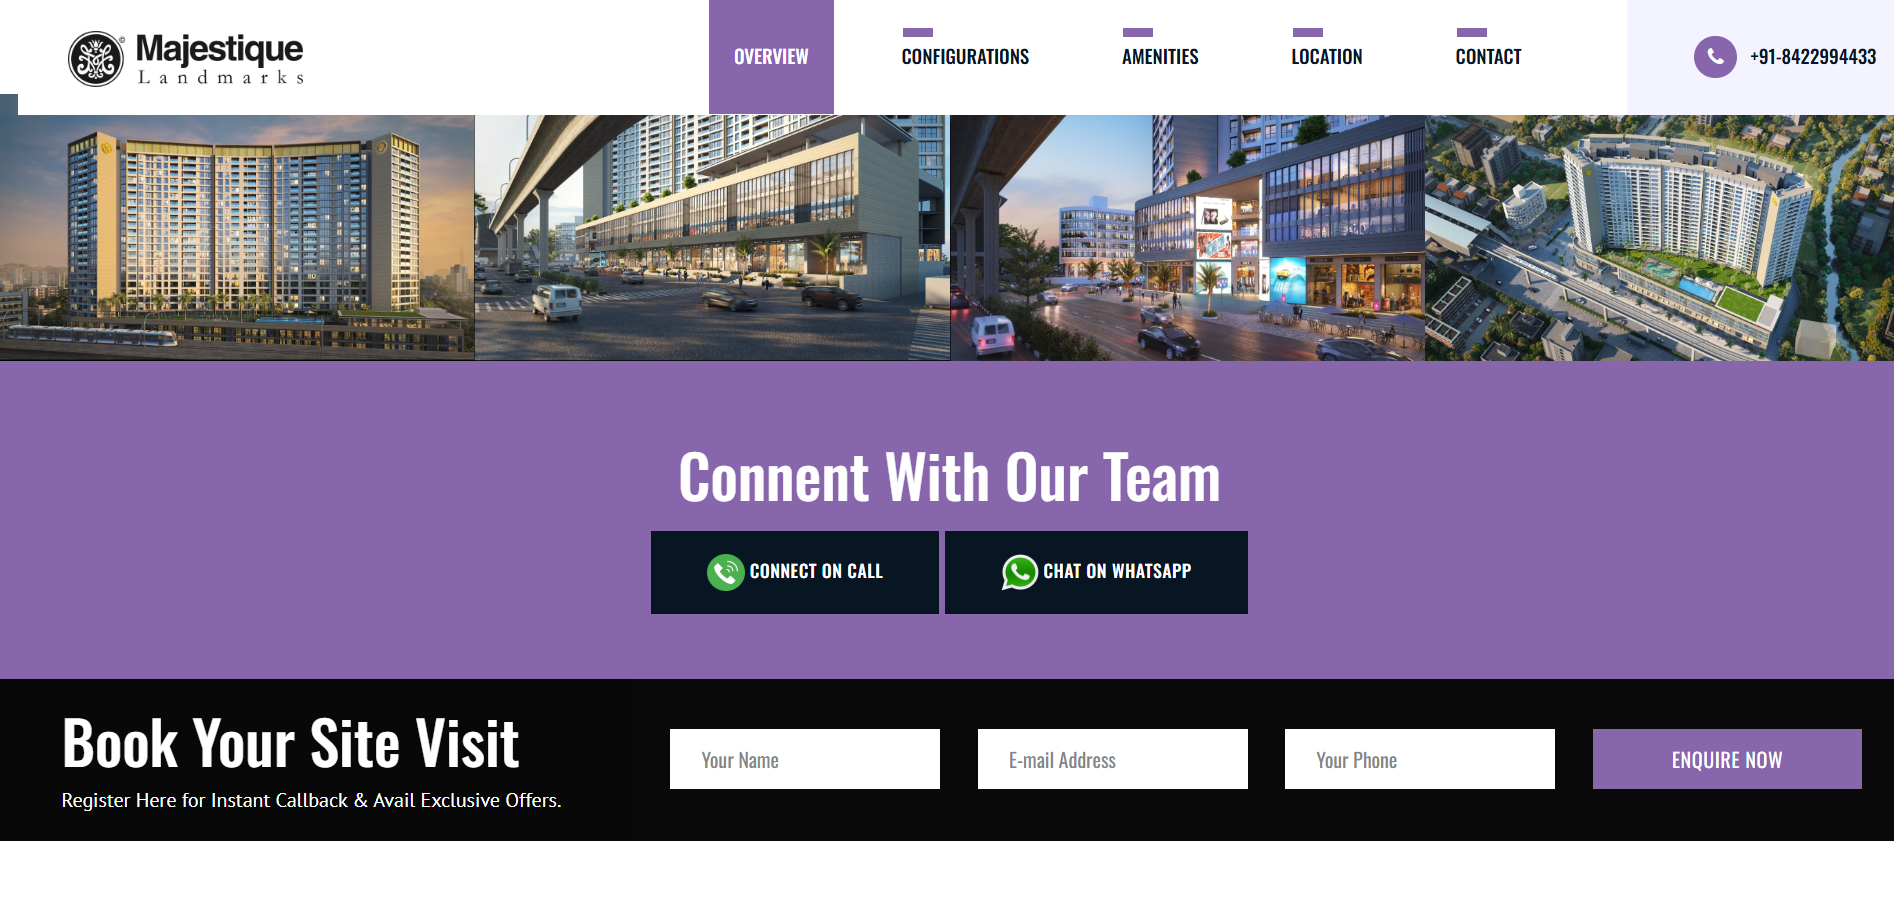 Majestique
Landmarks
©
OVERVIEW
CONFIGURATIONS
AMENITIES
LOCATION
CONTACT
+91-8422994433
Connent With Our Team
CONNECT ON CALL
CHAT ON WHATSAPP
Book Your Site Visit
Register Here for Instant Callback & Avail Exclusive Offers.
Your Name
E-mail Address
Your Phone
ENQUIRE NOW